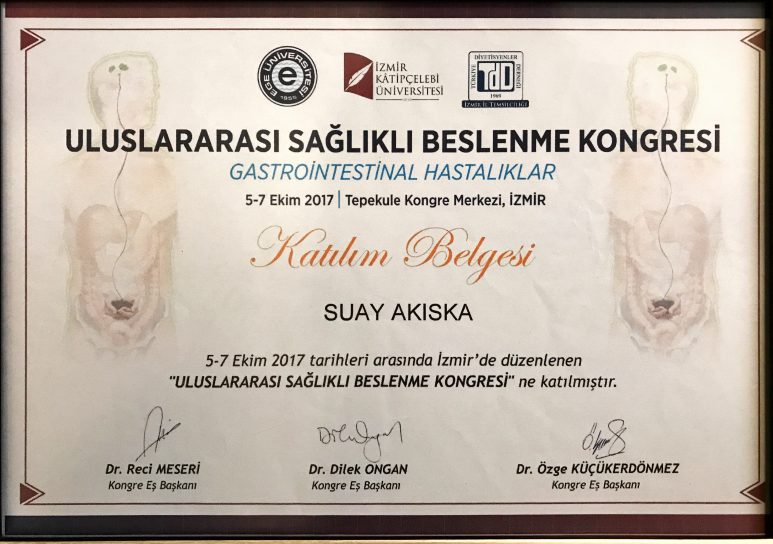 EGE ÜNİVERSİTESİ
e
1955
İZMİR
KÂTİPÇELEBİ
ÜNİVERSİTESİ
DİYETİSYENLER
TÜRKİYE
TDD
DERNEĞİ
1969
İZMİR İL TEMSİLCİLİĞİ
ULUSLARARASI SAĞLIKLI BESLENME KONGRESİ
GASTROİNTESTİNAL HASTALIKLAR
5-7 Ekim 2017 | Tepekule Kongre Merkezi, İZMİR
Katılım Belgesi
SUAY AKISKA
5-7 Ekim 2017 tarihleri arasında İzmir’de düzenlenen
"ULUSLARARASI SAĞLIKLI BESLENME KONGRESİ" ne katılmıştır.
Dr. Reci MESERİ
Kongre Eş Başkanı
Dr. Dilek ONGAN
Kongre Eş Başkanı
Dr. Özge KÜÇÜKERDÖNMEZ
Kongre Eş Başkanı